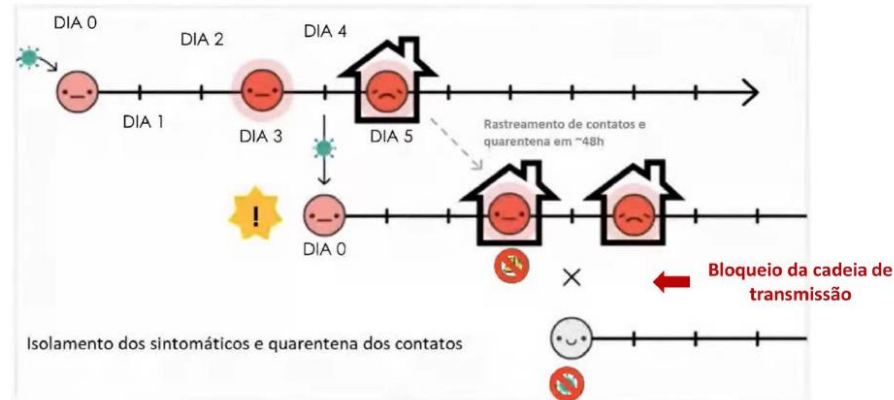 DIA 0
DIA 2
DIA 4
DIA 1
DIA 3
DIA 5
Rastreamento de contatos e
quarentena em ~48h
!
DIA 0
Bloqueio da cadeia de
transmissão
Isolamento dos sintomáticos e quarentena dos contatos